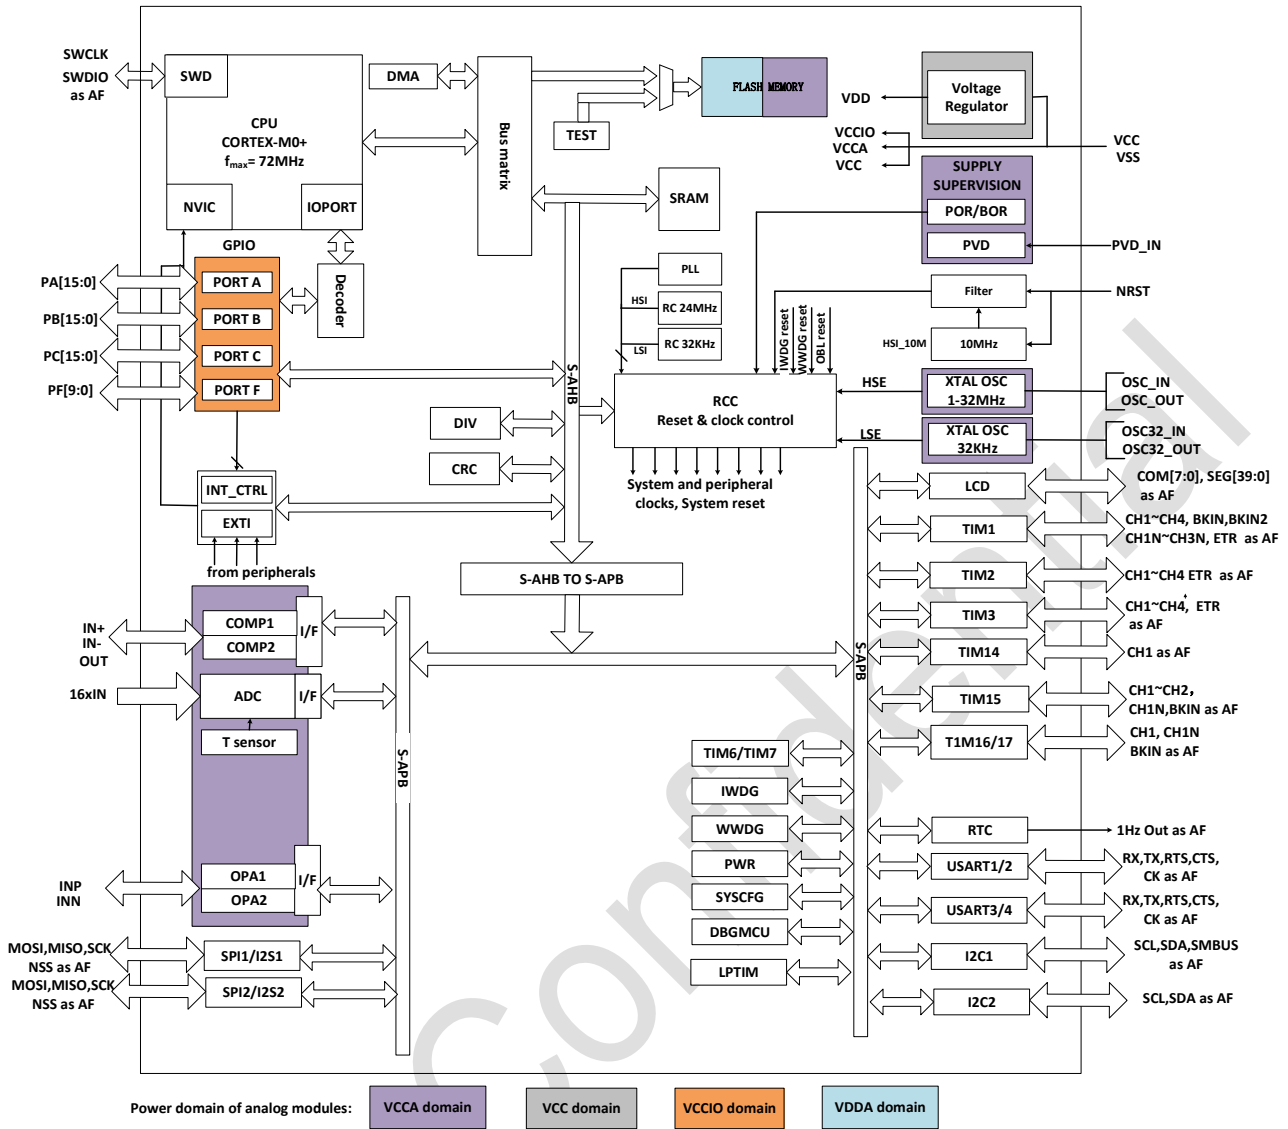 SWCLK
SWDIO
as AF
SWD
CPU
CORTEX-M0+
fmax= 72MHz
NVIC
IOPORT
DMA
Bus matrix
TEST
FLASH MEMORY
SRAM
Voltage
Regulator
VDD
VCCIO
VCCA
VCC
VCC
VSS
SUPPLY
SUPERVISION
POR/BOR
PVD
PVD_IN
GPIO
PORT A
PORT B
PORT C
PORT F
PA[15:0]
PB[15:0]
PC[15:0]
PF[9:0]
Decoder
PLL
HSI
RC 24MHz
RC 32KHz
LSI
IWDG reset
WWDG reset
OBL reset
Filter
NRST
HSI_10M
10MHz
S-AHB
RCC
Reset & clock control
HSE
XTAL OSC
1-32MHz
OSC_IN
OSC_OUT
LSE
XTAL OSC
32KHz
OSC32_IN
OSC32_OUT
DIV
CRC
System and peripheral
clocks, System reset
INT_CTRL
EXTI
from peripherals
S-AHB TO S-APB
LCD
COM[7:0], SEG[39:0]
as AF
TIM1
CH1~CH4, BKIN,BKIN2
CH1N~CH3N, ETR as AF
TIM2
CH1~CH4 ETR as AF
TIM3
CH1~CH4, ETR
as AF
TIM14
CH1 as AF
TIM15
CH1~CH2,
CH1N,BKIN as AF
T1M16/17
CH1, CH1N
BKIN as AF
S-APB
IN+
IN-
OUT
COMP1
COMP2
I/F
16xIN
ADC
I/F
T sensor
S-APB
TIM6/TIM7
IWDG
WWDG
PWR
SYSCFG
DBGMCU
LPTIM
RTC
1Hz Out as AF
USART1/2
RX,TX,RTS,CTS,
CK as AF
USART3/4
RX,TX,RTS,CTS,
CK as AF
I2C1
SCL,SDA,SMBUS
as AF
I2C2
SCL,SDA as AF
INP
INN
OPA1
OPA2
I/F
MOSI,MISO,SCK
NSS as AF
SPI1/I2S1
MOSI,MISO,SCK
NSS as AF
SPI2/I2S2
Confidential
Power domain of analog modules:
VCCA domain
VCC domain
VCCIO domain
VDDA domain